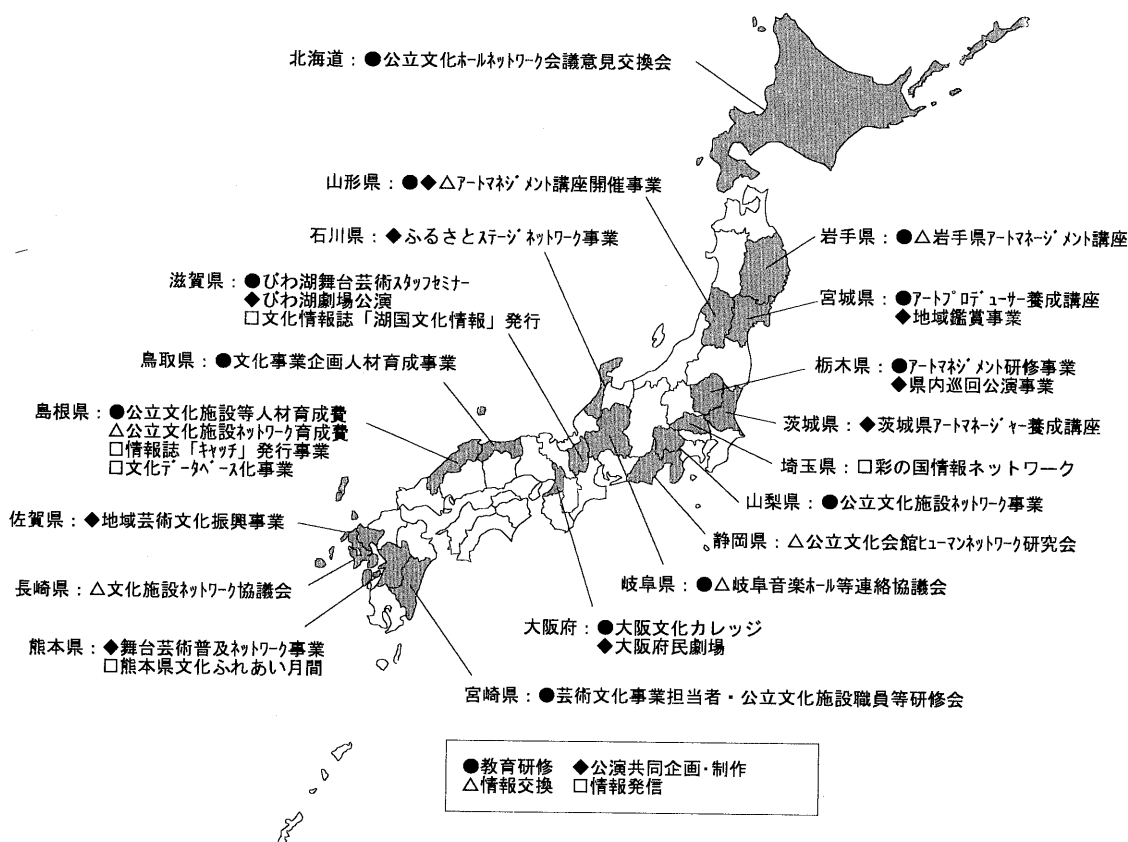 北海道：●公立文化ﾎｰﾙﾈｯﾄﾜｰｸ会議意見交換会
山形県：●◆△ｱｰﾄﾏﾈｼﾞﾒﾝﾄ講座開催事業
石川県：◆ふるさとｽﾃｰｼﾞﾈｯﾄﾜｰｸ事業
滋賀県：●びわ湖舞台芸術ｽﾀｯﾌｾﾐﾅｰ
◆びわ湖劇場公演
□文化情報誌「湖国文化情報」発行
鳥取県：●文化事業企画人材育成事業
島根県：●公立文化施設等人材育成費
△公立文化施設ﾈｯﾄﾜｰｸ育成費
□情報誌「ｷｬｯﾁ」発行事業
□文化ﾃﾞｰﾀﾍﾞｰｽ化事業
佐賀県：◆地域芸術文化振興事業
長崎県：△文化施設ﾈｯﾄﾜｰｸ協議会
熊本県：◆舞台芸術普及ﾈｯﾄﾜｰｸ事業
□熊本県文化ふれあい月間
岩手県：●△岩手県ｱｰﾄﾏﾈｰｼﾞﾒﾝﾄ講座
宮城県：●ｱｰﾄﾌﾟﾛﾃﾞｭｰｻｰ養成講座
◆地域鑑賞事業
栃木県：●ｱｰﾄﾏﾈｼﾞﾒﾝﾄ研修事業
◆県内巡回公演事業
茨城県：◆茨城県ｱｰﾄﾏﾈｰｼﾞｬｰ養成講座
埼玉県：□彩の国情報ネットワーク
山梨県：●公立文化施設ﾈｯﾄﾜｰｸ事業
静岡県：△公立文化会館ﾋｭｰﾏﾝﾈｯﾄﾜｰｸ研究会
岐阜県：●△岐阜音楽ﾎｰﾙ等連絡協議会
大阪府：●大阪文化カレッジ
◆大阪府民劇場
宮崎県：●芸術文化事業担当者・公立文化施設職員等研修会
●教育研修　◆公演共同企画・制作
△情報交換　□情報発信